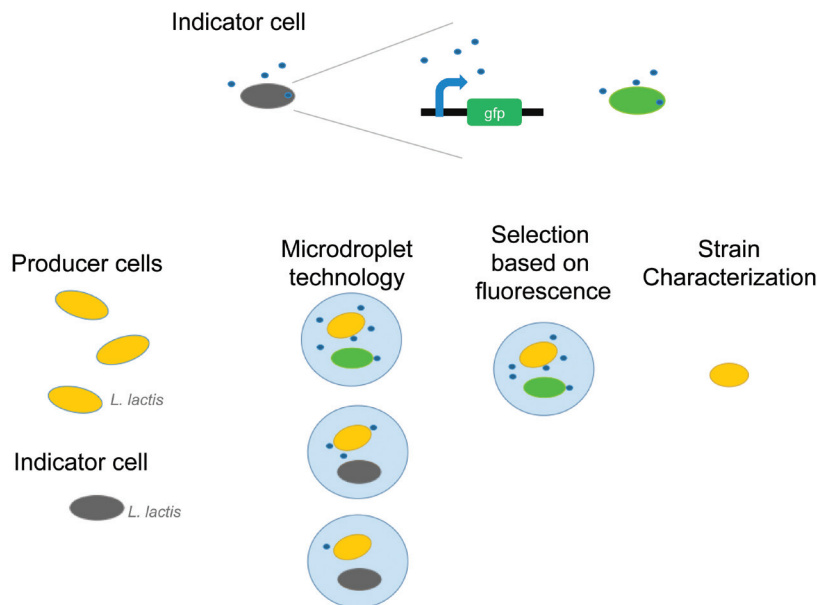 Indicator cell
gfp
Producer cells
L. lactis
Indicator cell
L. lactis
Microdroplet
technology
Selection
based on
fluorescence
Strain
Characterization